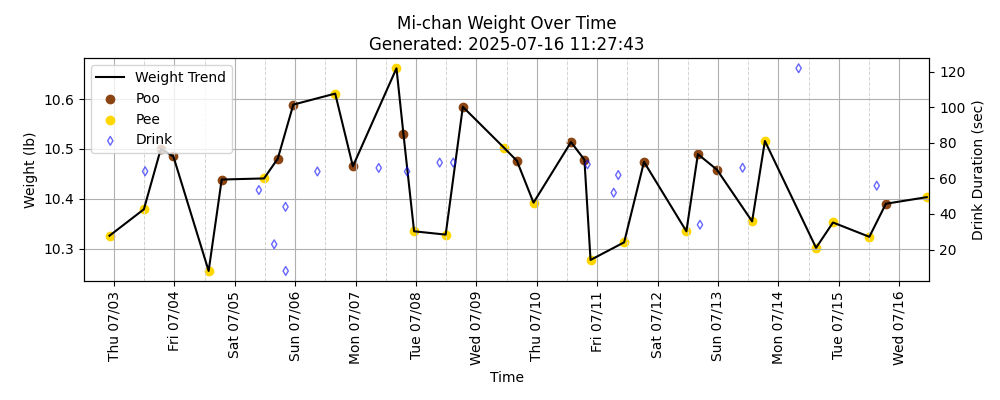 Mi-chan Weight Over Time
Generated: 2025-07-16 11:27:43
Weight Trend
Poo
Pee
Drink
10.6
10.5
10.4
10.3
Weight (lb)
120
100
80
60
40
20
Drink Duration (sec)
Thu 07/03
Fri 07/04
Sat 07/05
Sun 07/06
Mon 07/07
Tue 07/08
Wed 07/09
Thu 07/10
Fri 07/11
Sat 07/12
Sun 07/13
Mon 07/14
Tue 07/15
Wed 07/16
Time